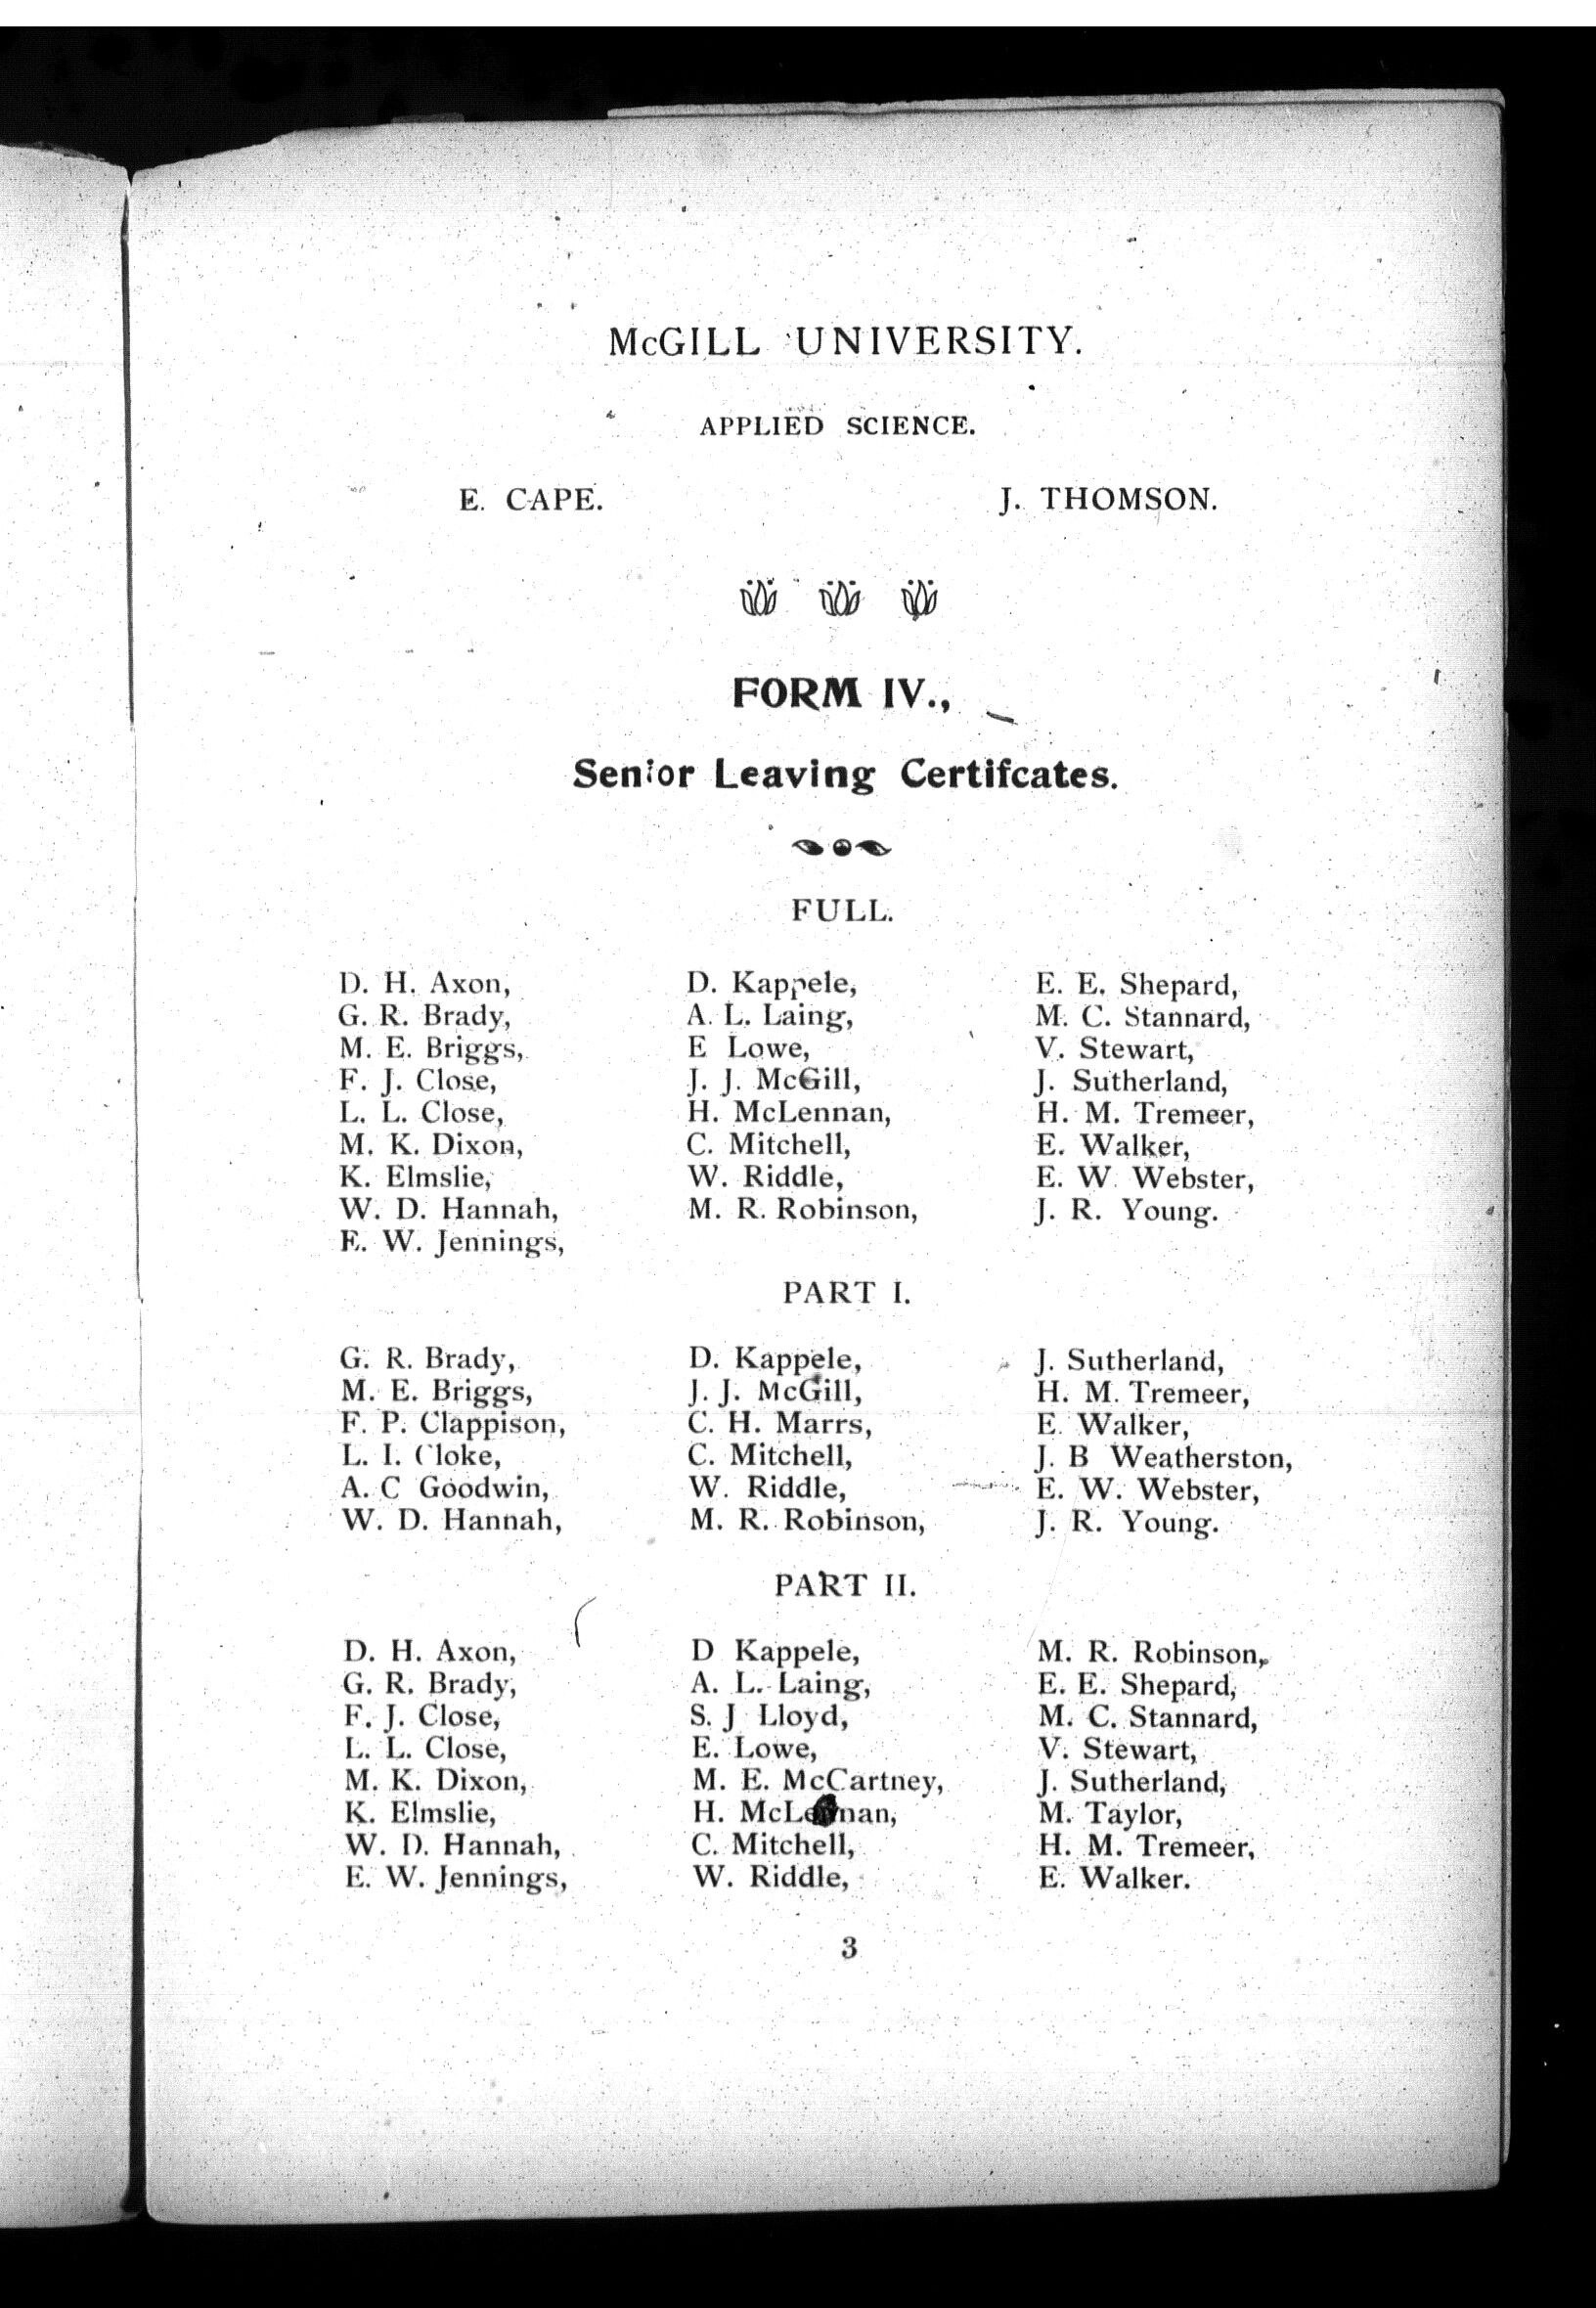 McGILL UNIVERSITY.
APPLIED SCIENCE.
E. CAPE. J. THOMSON.
FORM IV.,
Senior Leaving Certifcates.
FULL.
D. H. Axon, D. Kappele, E. E. Shepard,
G. R. Brady, A. L. Laing, M. C. Stannard,
M. E. Briggs, E Lowe, V. Stewart,
F. J. Close, J. J. McGill, J. Sutherland,
L. L. Close, H. McLennan, H. M. Tremeer,
M. K. Dixon, C. Mitchell, E. Walker,
K. Elmslie, W. Riddle, E. W. Webster,
W. D. Hannah, M. R. Robinson, J. R. Young.
E. W. Jennings,
PART I.
G. R. Brady, D. Kappele, J. Sutherland,
M. E. Briggs, J. J. McGill, H. M. Tremeer,
F. P. Clappison, C. H. Marrs, E. Walker,
L. I. Cloke, C. Mitchell, J. B Weatherston,
A. C Goodwin, W. Riddle, E. W. Webster,
W. D. Hannah, M. R. Robinson, J. R. Young.
PART II.
D. H. Axon, D Kappele, M. R. Robinson,
G. R. Brady, A. L. Laing, E. E. Shepard,
F. J. Close, S. J Lloyd, M. C. Stannard,
L. L. Close, E. Lowe, V. Stewart,
M. K. Dixon, M. E. McCartney, J. Sutherland,
K. Elmslie, H. McLennan, M. Taylor,
W. D. Hannah, C. Mitchell, H. M. Tremeer,
E. W. Jennings, W. Riddle, E. Walker.
3